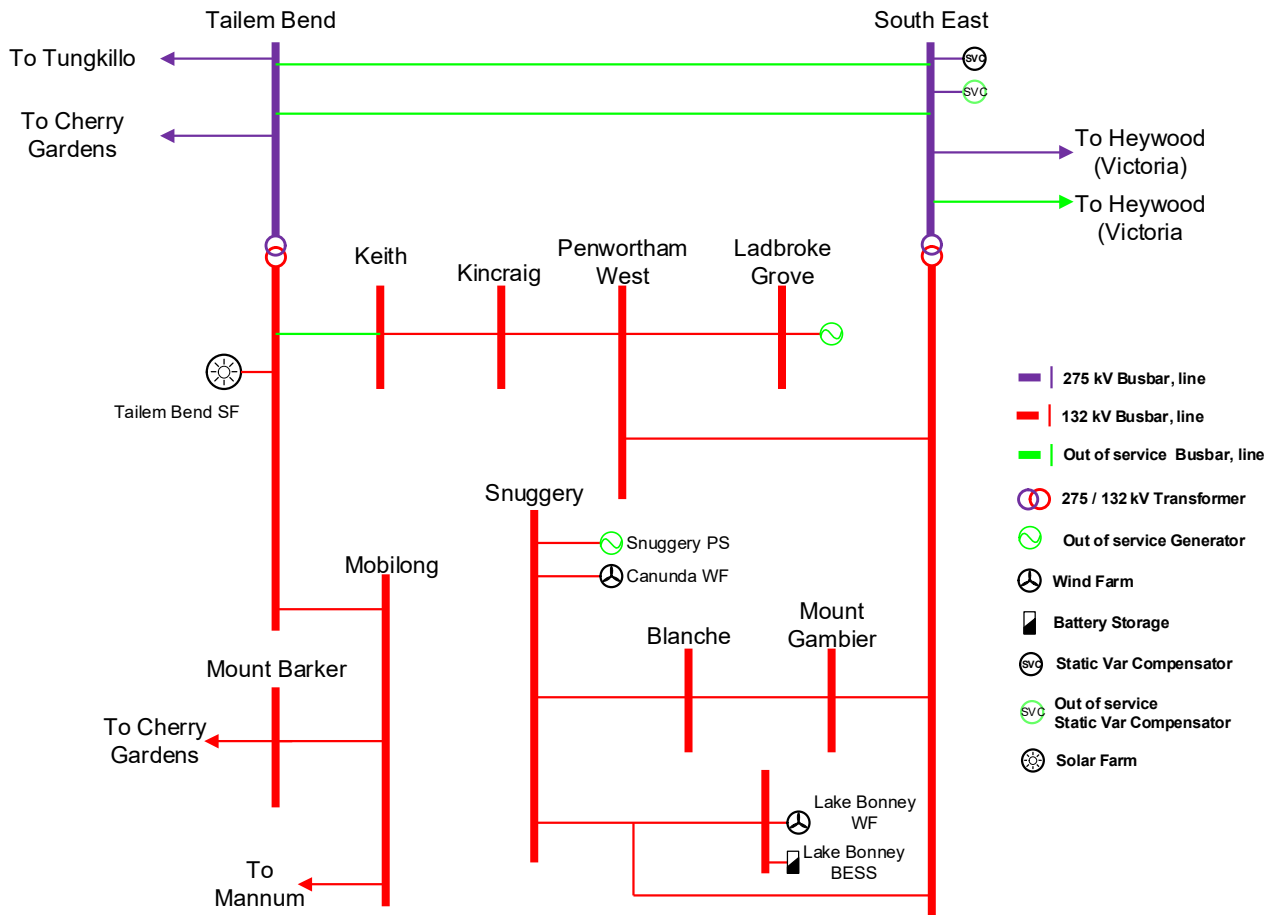 Tailem Bend
South East
To Tungkillo
SVC
SVC
To Cherry
Gardens
To Heywood
(Victoria)
To Heywood
(Victoria
Keith
Kincraig
Penwortham
West
Ladbroke
Grove
Tailem Bend SF
275 kV Busbar, line
132 kV Busbar, line
Out of service Busbar, line
275 / 132 kV Transformer
Out of service Generator
Wind Farm
Battery Storage
SVC
Static Var Compensator
SVC
Out of service
Static Var Compensator
Solar Farm
Snuggery
Snuggery PS
Canunda WF
Mobilong
Blanche
Mount
Gambier
Mount Barker
To Cherry
Gardens
Lake Bonney
WF
Lake Bonney
BESS
To
Mannum